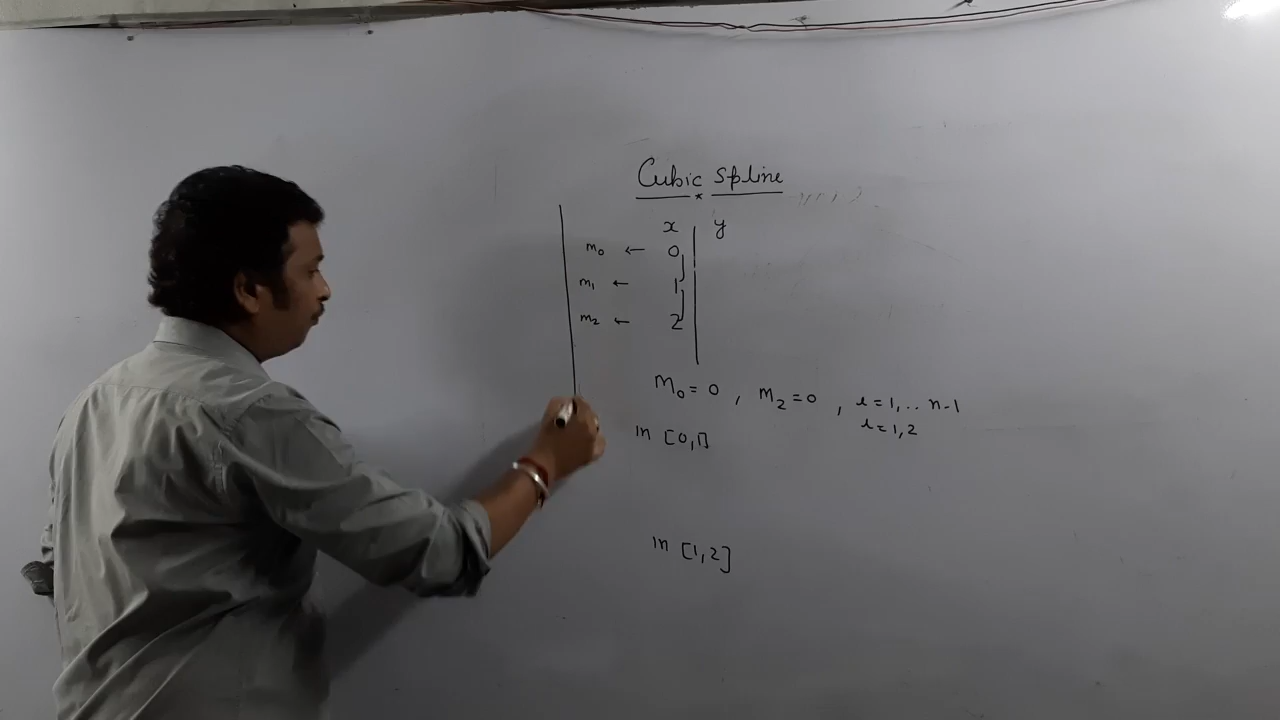 Cubic Spline
x y
m₀ ← 0
m₁ ← 1
m₂ ← 2
M₀ = 0 , M₂ = 0 , i = 1, .. n-1
i = 1, 2
in [0,1]
in [1,2]